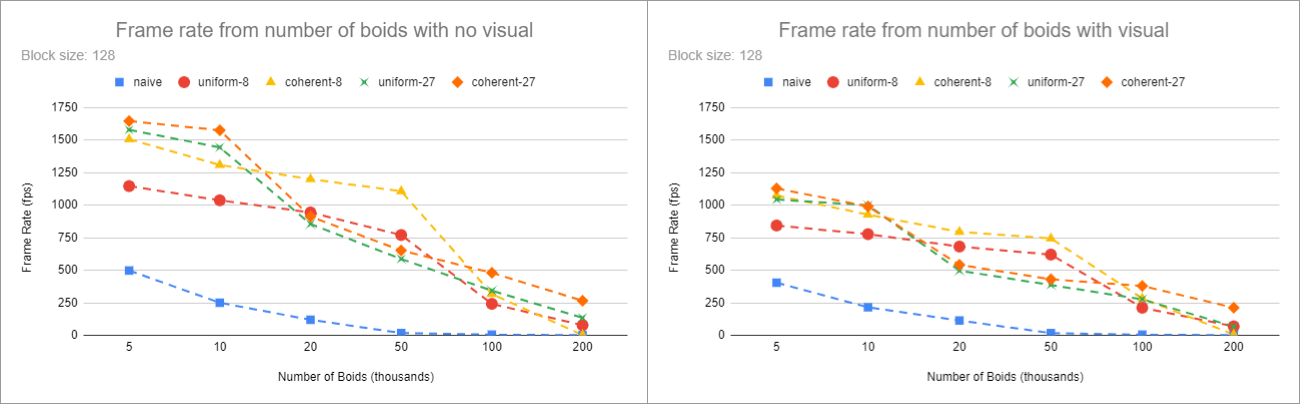 Frame rate from number of boids with no visual
Block size: 128
naive uniform-8 coherent-8 uniform-27 coherent-27
1750
1500
1250
1000
750
500
250
0
Frame Rate (fps)
5 10 20 50 100 200
Number of Boids (thousands)
Frame rate from number of boids with visual
Block size: 128
naive uniform-8 coherent-8 uniform-27 coherent-27
1750
1500
1250
1000
750
500
250
0
Frame Rate (fps)
5 10 20 50 100 200
Number of Boids (thousands)